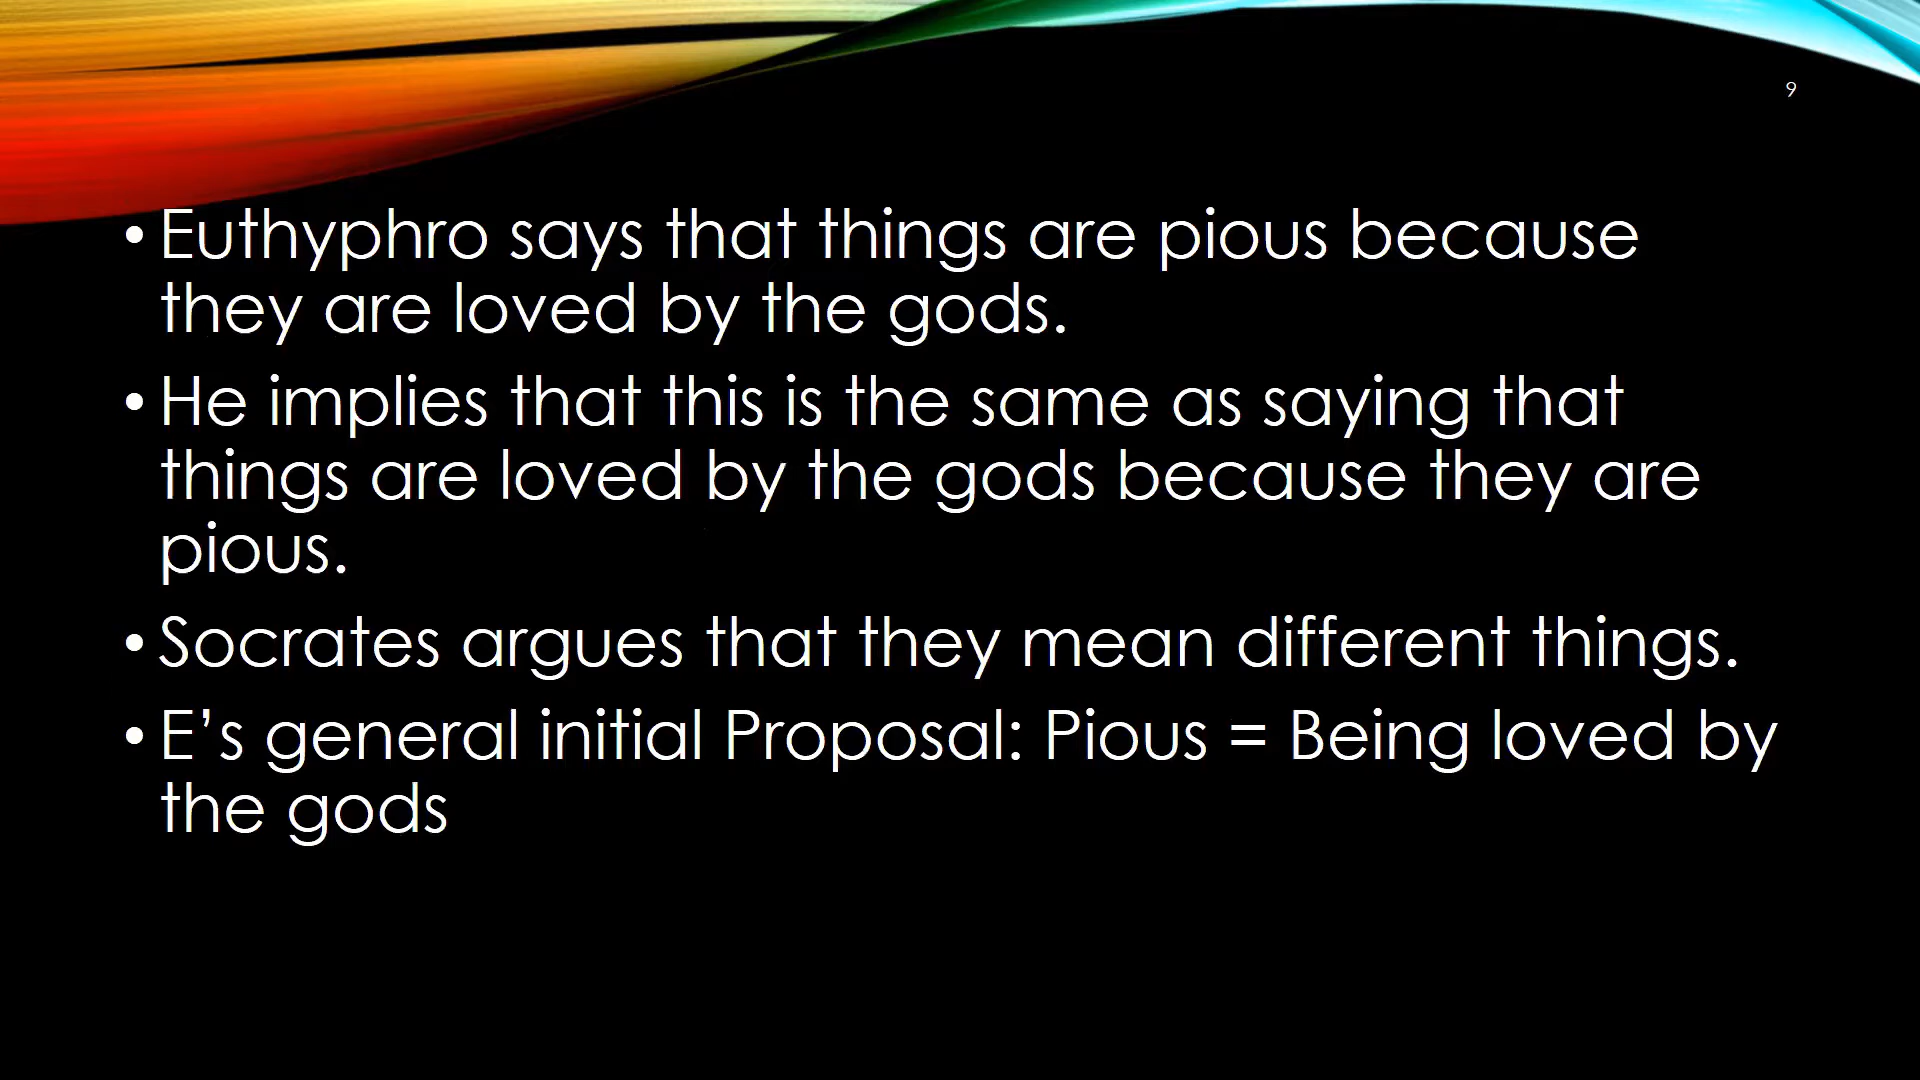 9
• Euthyphro says that things are pious because
they are loved by the gods.
• He implies that this is the same as saying that
things are loved by the gods because they are
pious.
• Socrates argues that they mean different things.
• E’s general initial Proposal: Pious = Being loved by
the gods